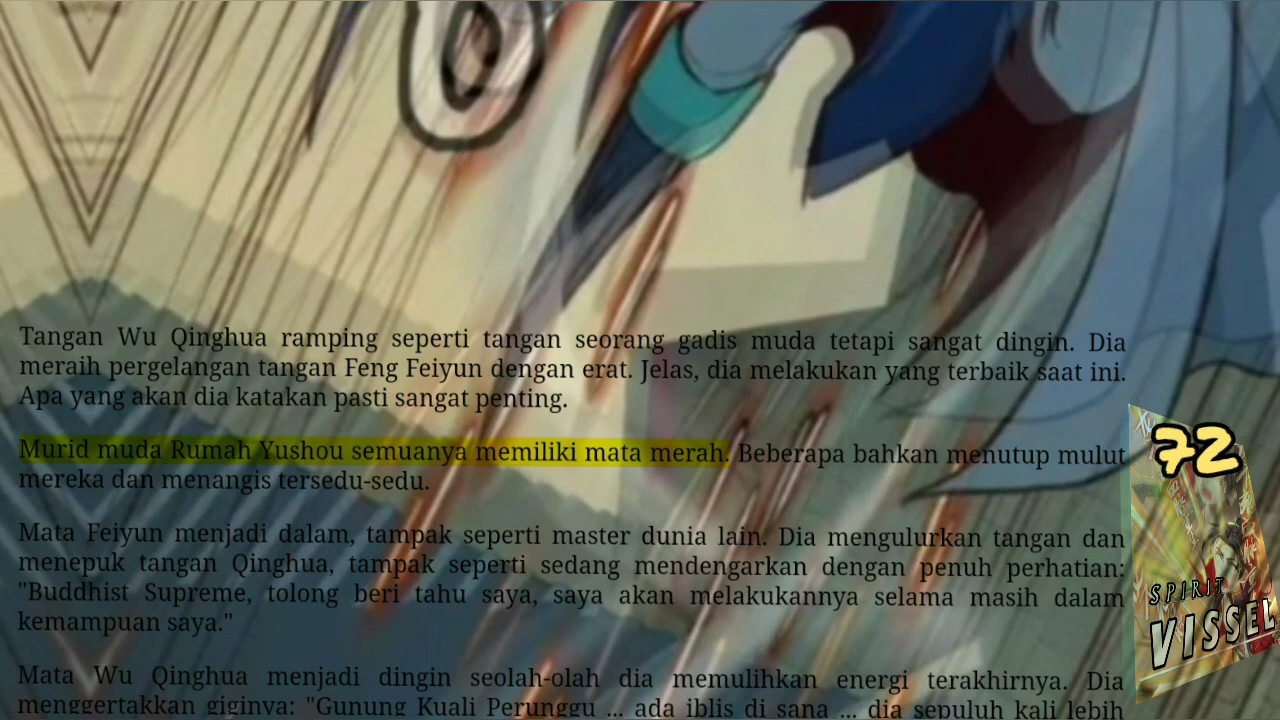 Tangan Wu Qinghua ramping seperti tangan seorang gadis muda tetapi sangat dingin. Dia
meraih pergelangan tangan Feng Feiyun dengan erat. Jelas, dia melakukan yang terbaik saat ini.
Apa yang akan dia katakan pasti sangat penting.
Murid muda Rumah Yushou semuanya memiliki mata merah. Beberapa bahkan menutup mulut
mereka dan menangis tersedu-sedu.
Mata Feiyun menjadi dalam, tampak seperti master dunia lain. Dia mengulurkan tangan dan
menepuk tangan Qinghua, tampak seperti sedang mendengarkan dengan penuh perhatian:
"Buddhist Supreme, tolong beri tahu saya, saya akan melakukannya selama masih dalam
kemampuan saya."
Mata Wu Qinghua menjadi dingin seolah-olah dia memulihkan energi terakhirnya. Dia
menggertakkan giginya: "Gunung Kuali Perunggu ... ada iblis di sana ... dia sepuluh kali lebih
72
SPIRIT
VISSEL